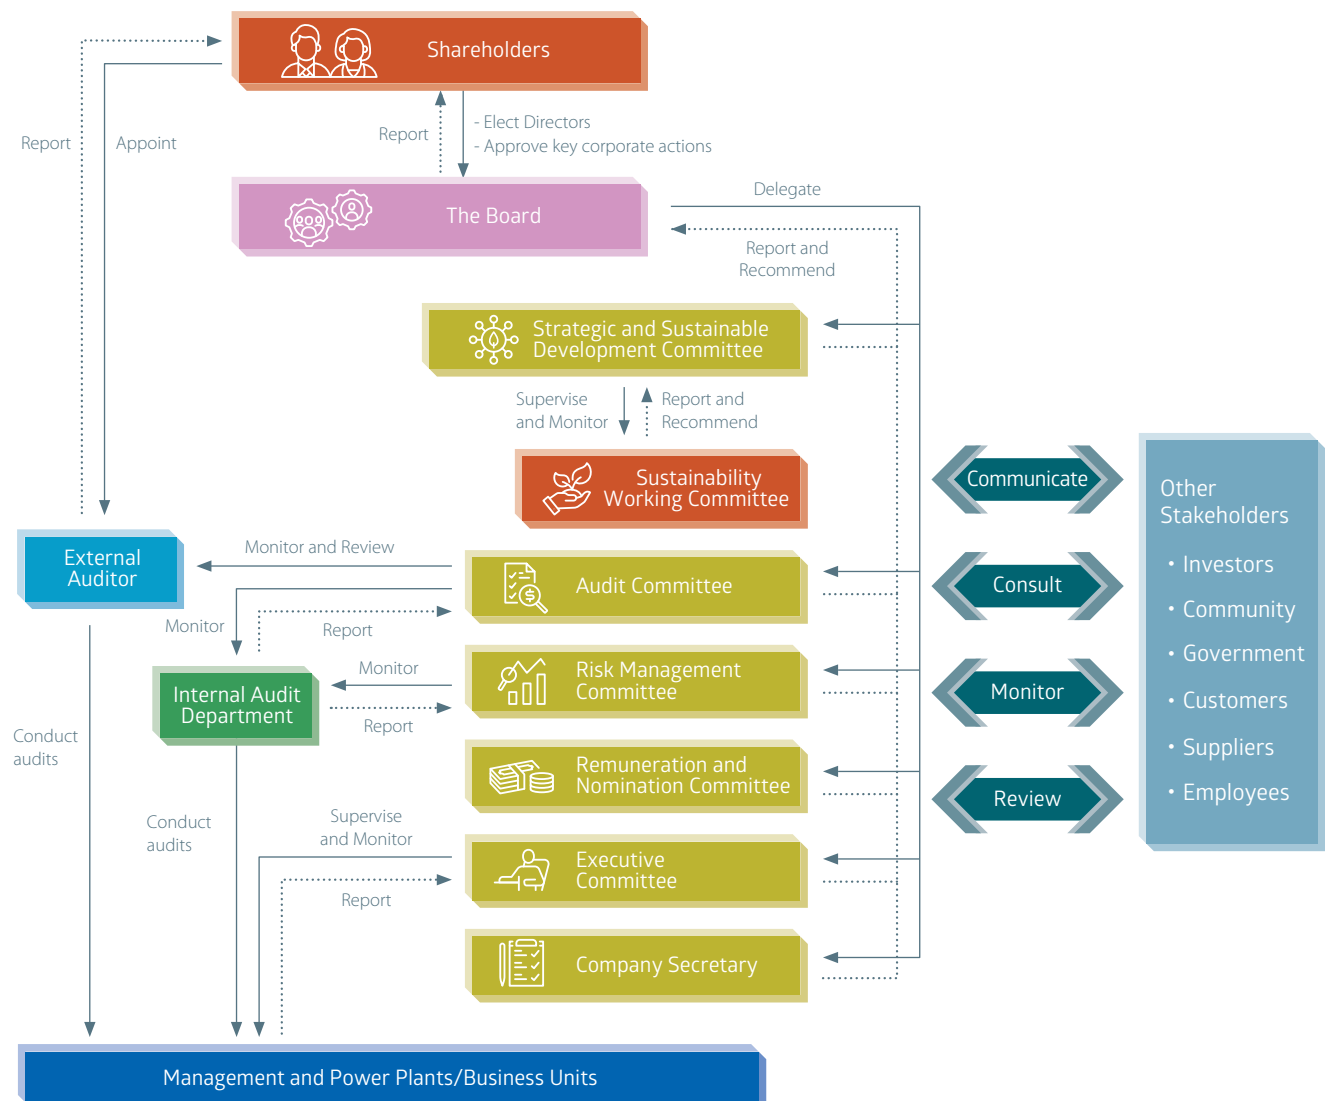 Shareholders
Report
Appoint
Report
- Elect Directors
- Approve key corporate actions
The Board
Delegate
Report and
Recommend
Strategic and Sustainable
Development Committee
Supervise
and Monitor
Report and
Recommend
Sustainability
Working Committee
External
Auditor
Monitor and Review
Audit Committee
Monitor
Report
Internal Audit
Department
Monitor
Report
Risk Management
Committee
Conduct
audits
Remuneration and
Nomination Committee
Conduct
audits
Supervise
and Monitor
Report
Executive
Committee
Company Secretary
Management and Power Plants/Business Units
Communicate
Consult
Monitor
Review
Other
Stakeholders
• Investors
• Community
• Government
• Customers
• Suppliers
• Employees